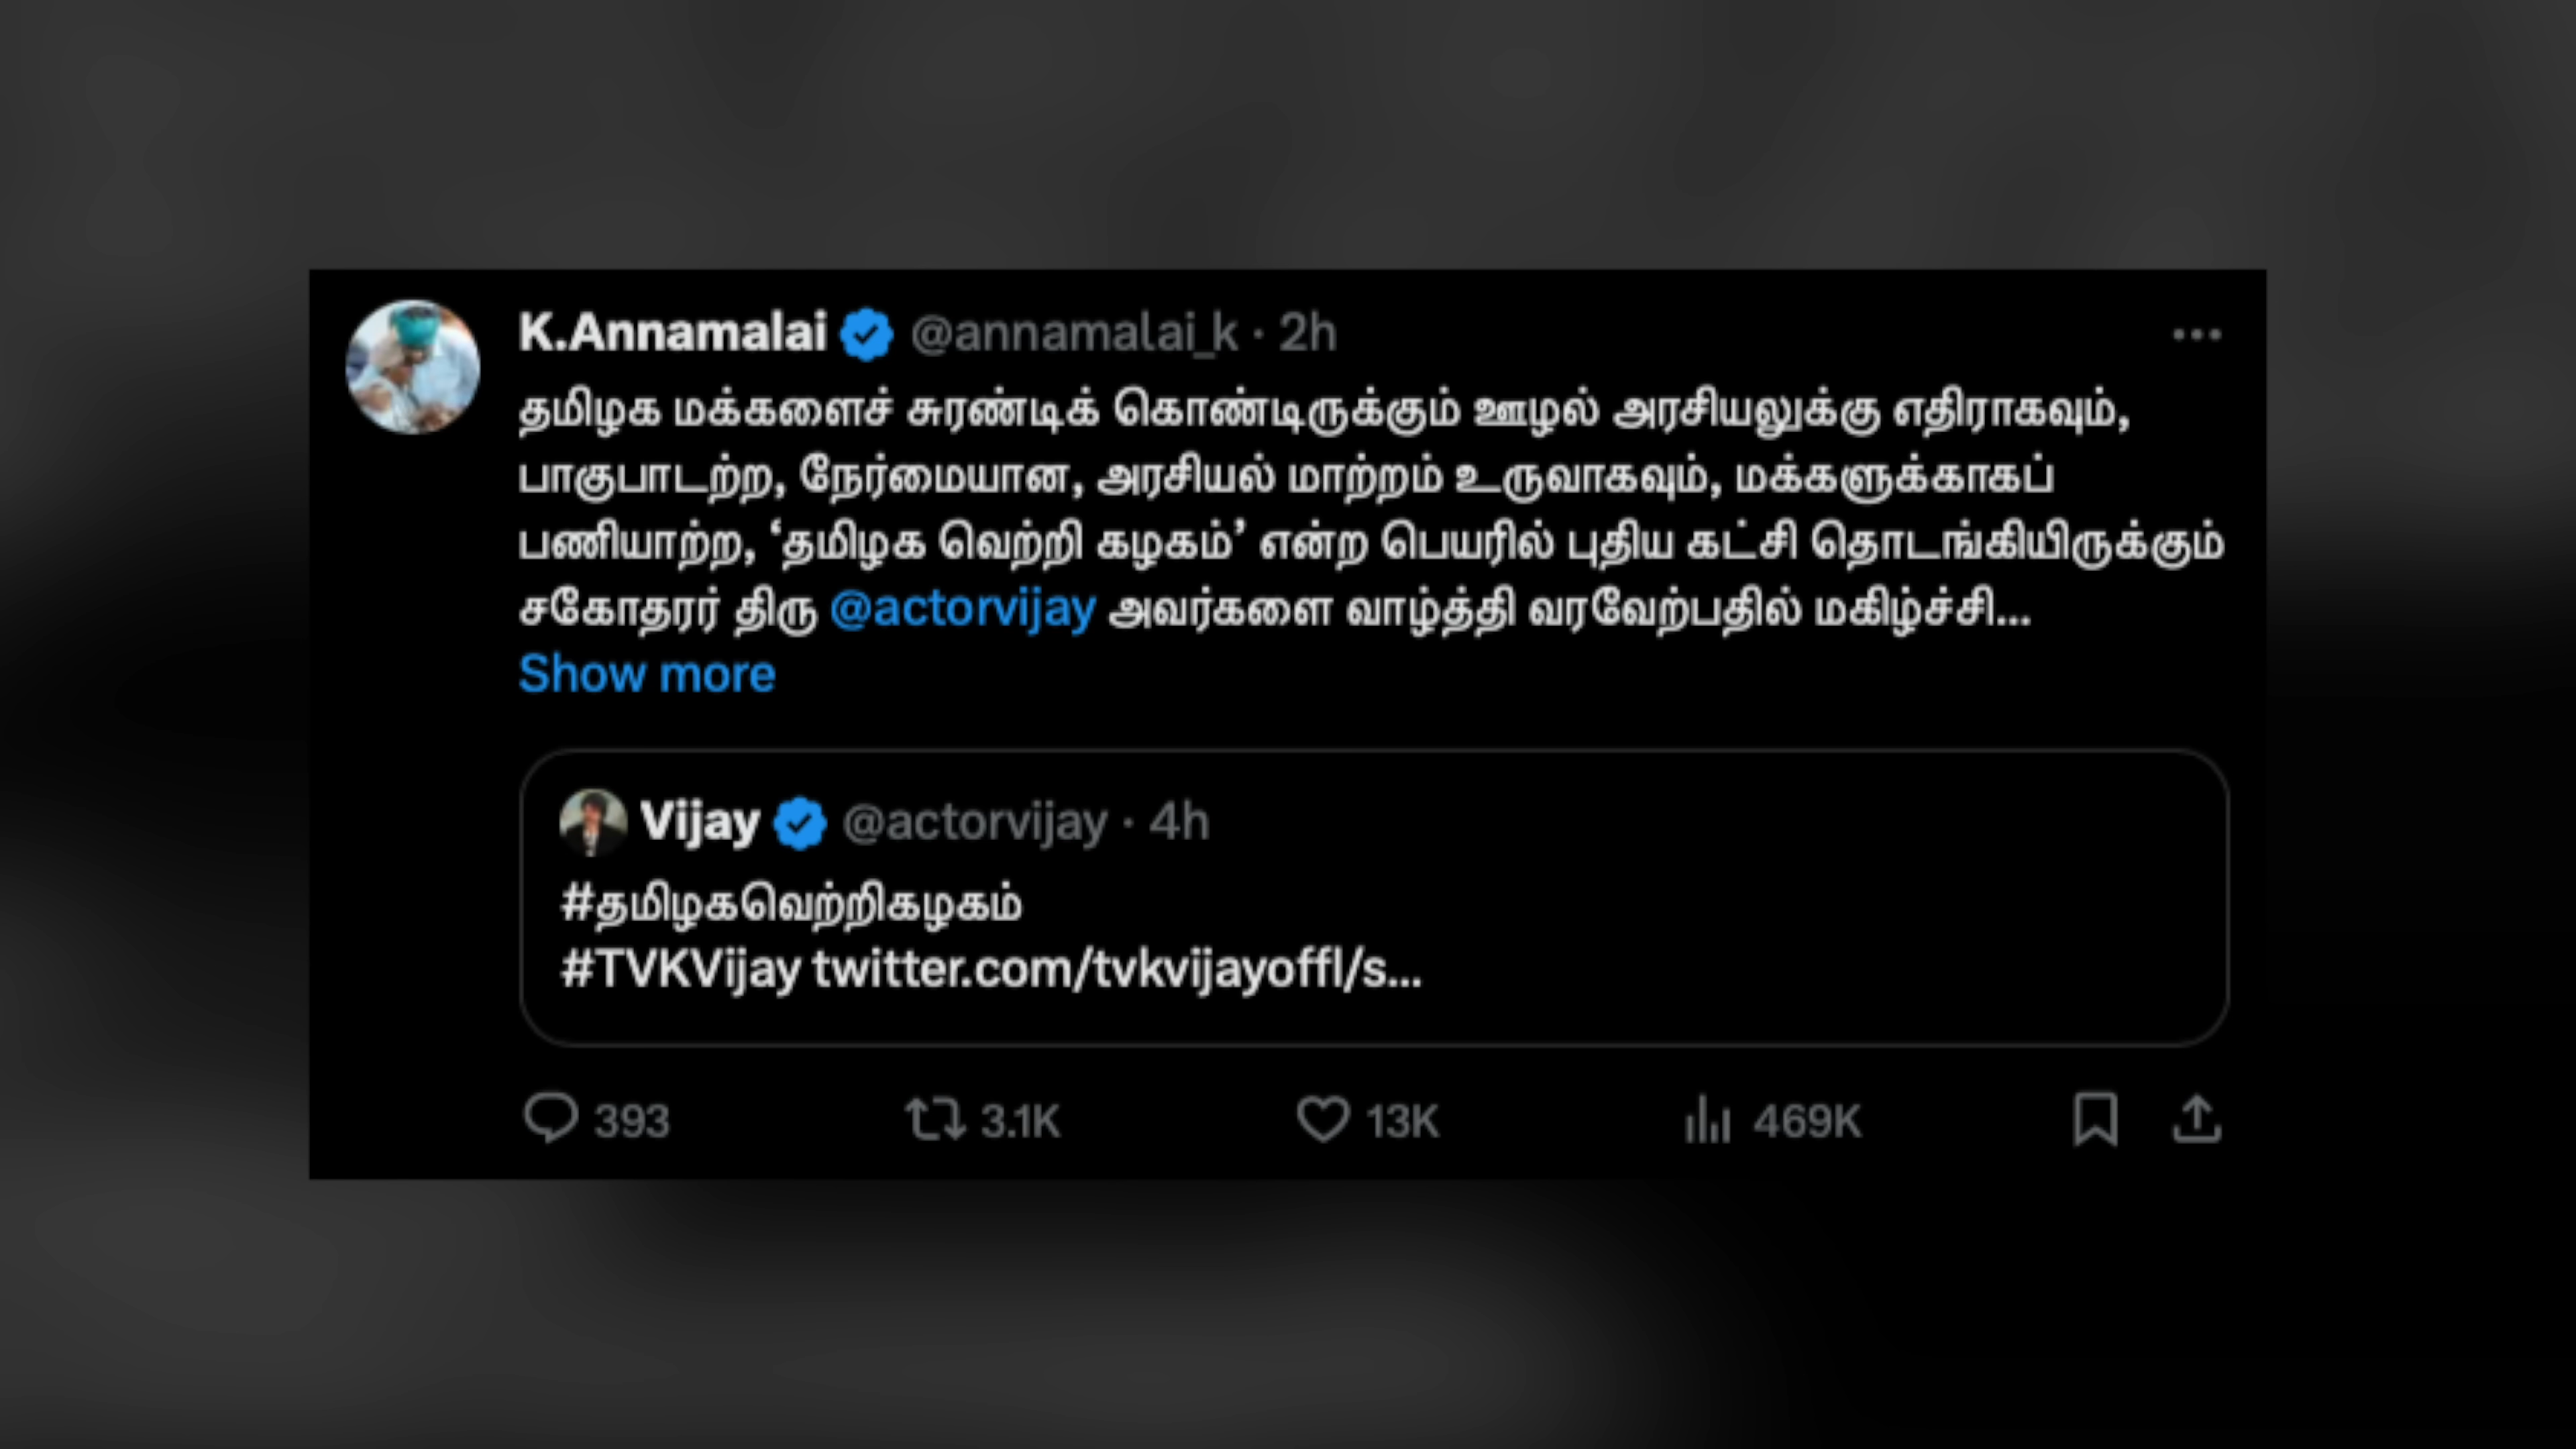 K.Annamalai @annamalai_k · 2h
தமிழக மக்களைச் சுரண்டிக் கொண்டிருக்கும் ஊழல் அரசியலுக்கு எதிராகவும்,
பாகுபாடற்ற, நேர்மையான, அரசியல் மாற்றம் உருவாகவும், மக்களுக்காகப்
பணியாற்ற, ‘தமிழக வெற்றி கழகம்’ என்ற பெயரில் புதிய கட்சி தொடங்கியிருக்கும்
சகோதரர் திரு @actorvijay அவர்களை வாழ்த்தி வரவேற்பதில் மகிழ்ச்சி...
Show more
Vijay @actorvijay · 4h
#தமிழகவெற்றிகழகம்
#TVKVijay twitter.com/tvkvijayoffl/s...
393 3.1K 13K 469K